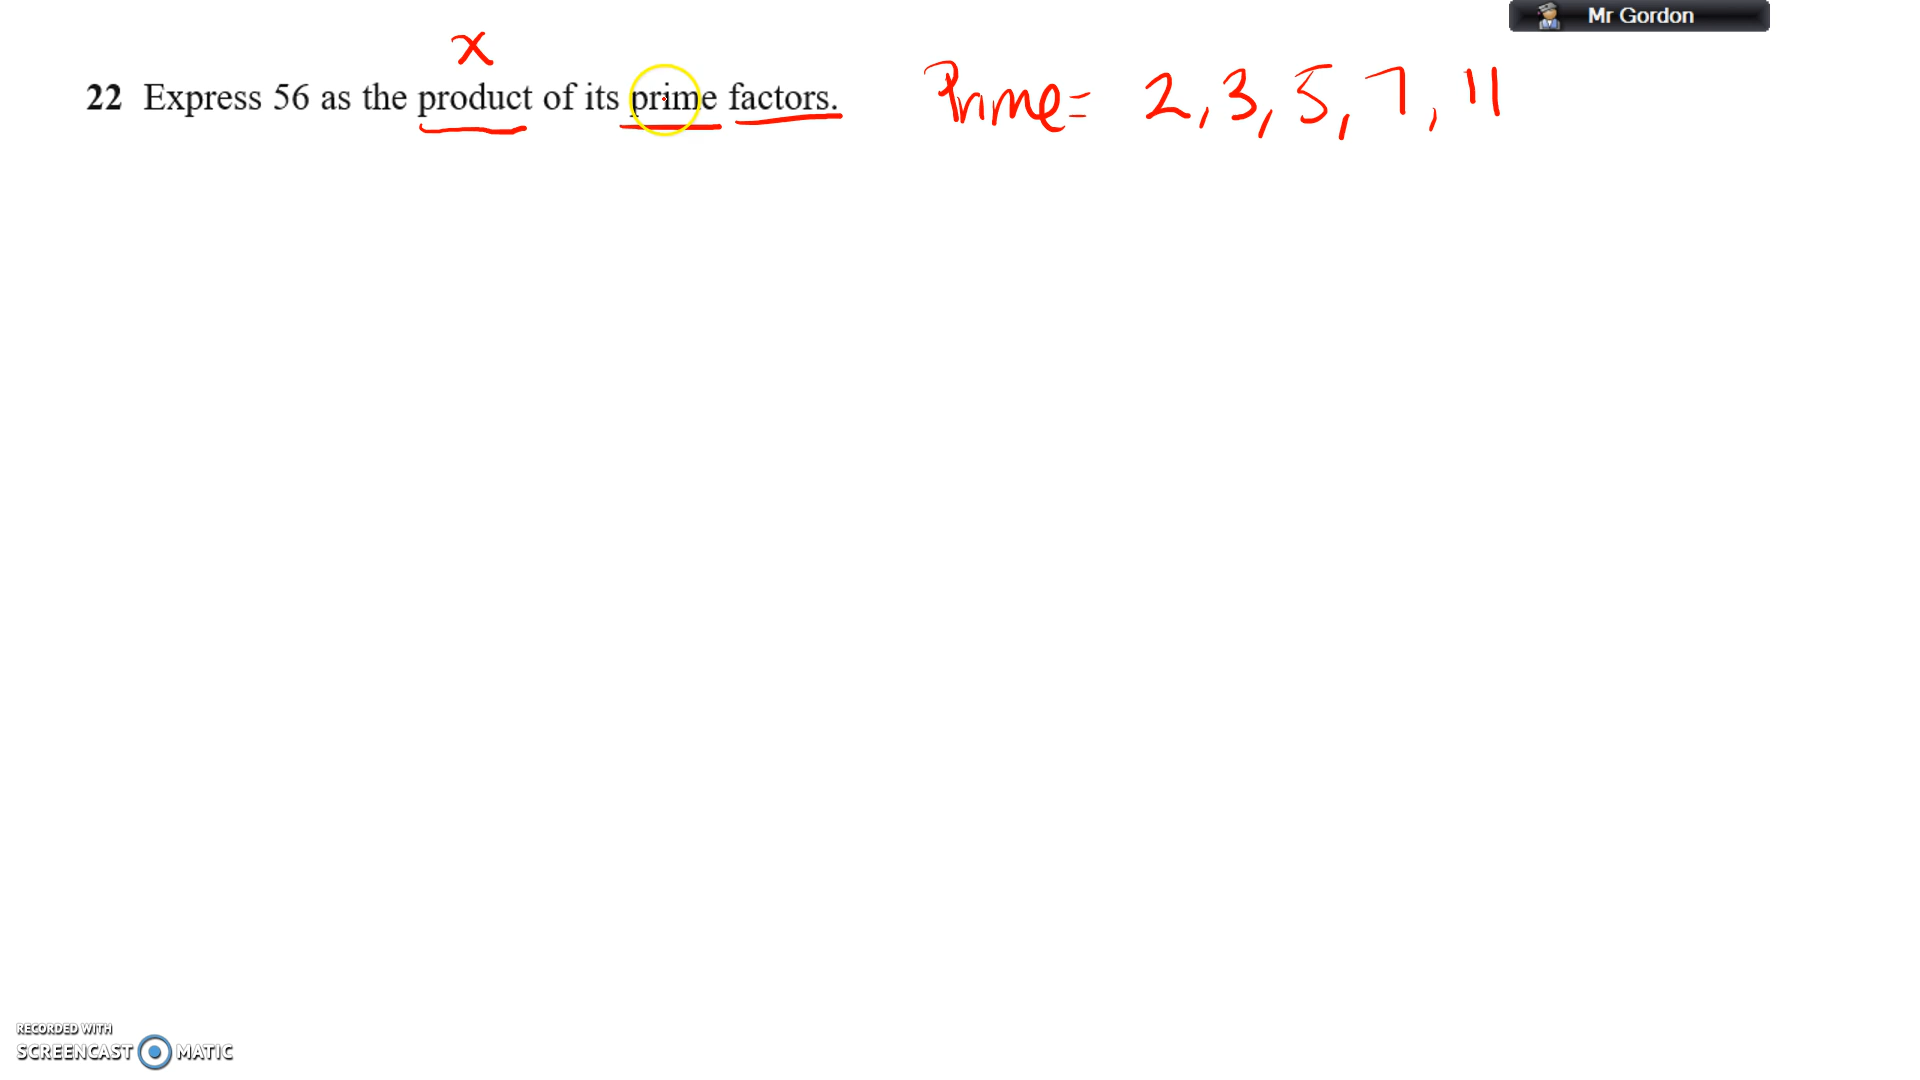 Mr Gordon
x
22 Express 56 as the product of its prime factors.
Prime = 2, 3, 5, 7, 11
RECORDED WITH
SCREENCAST MATIC